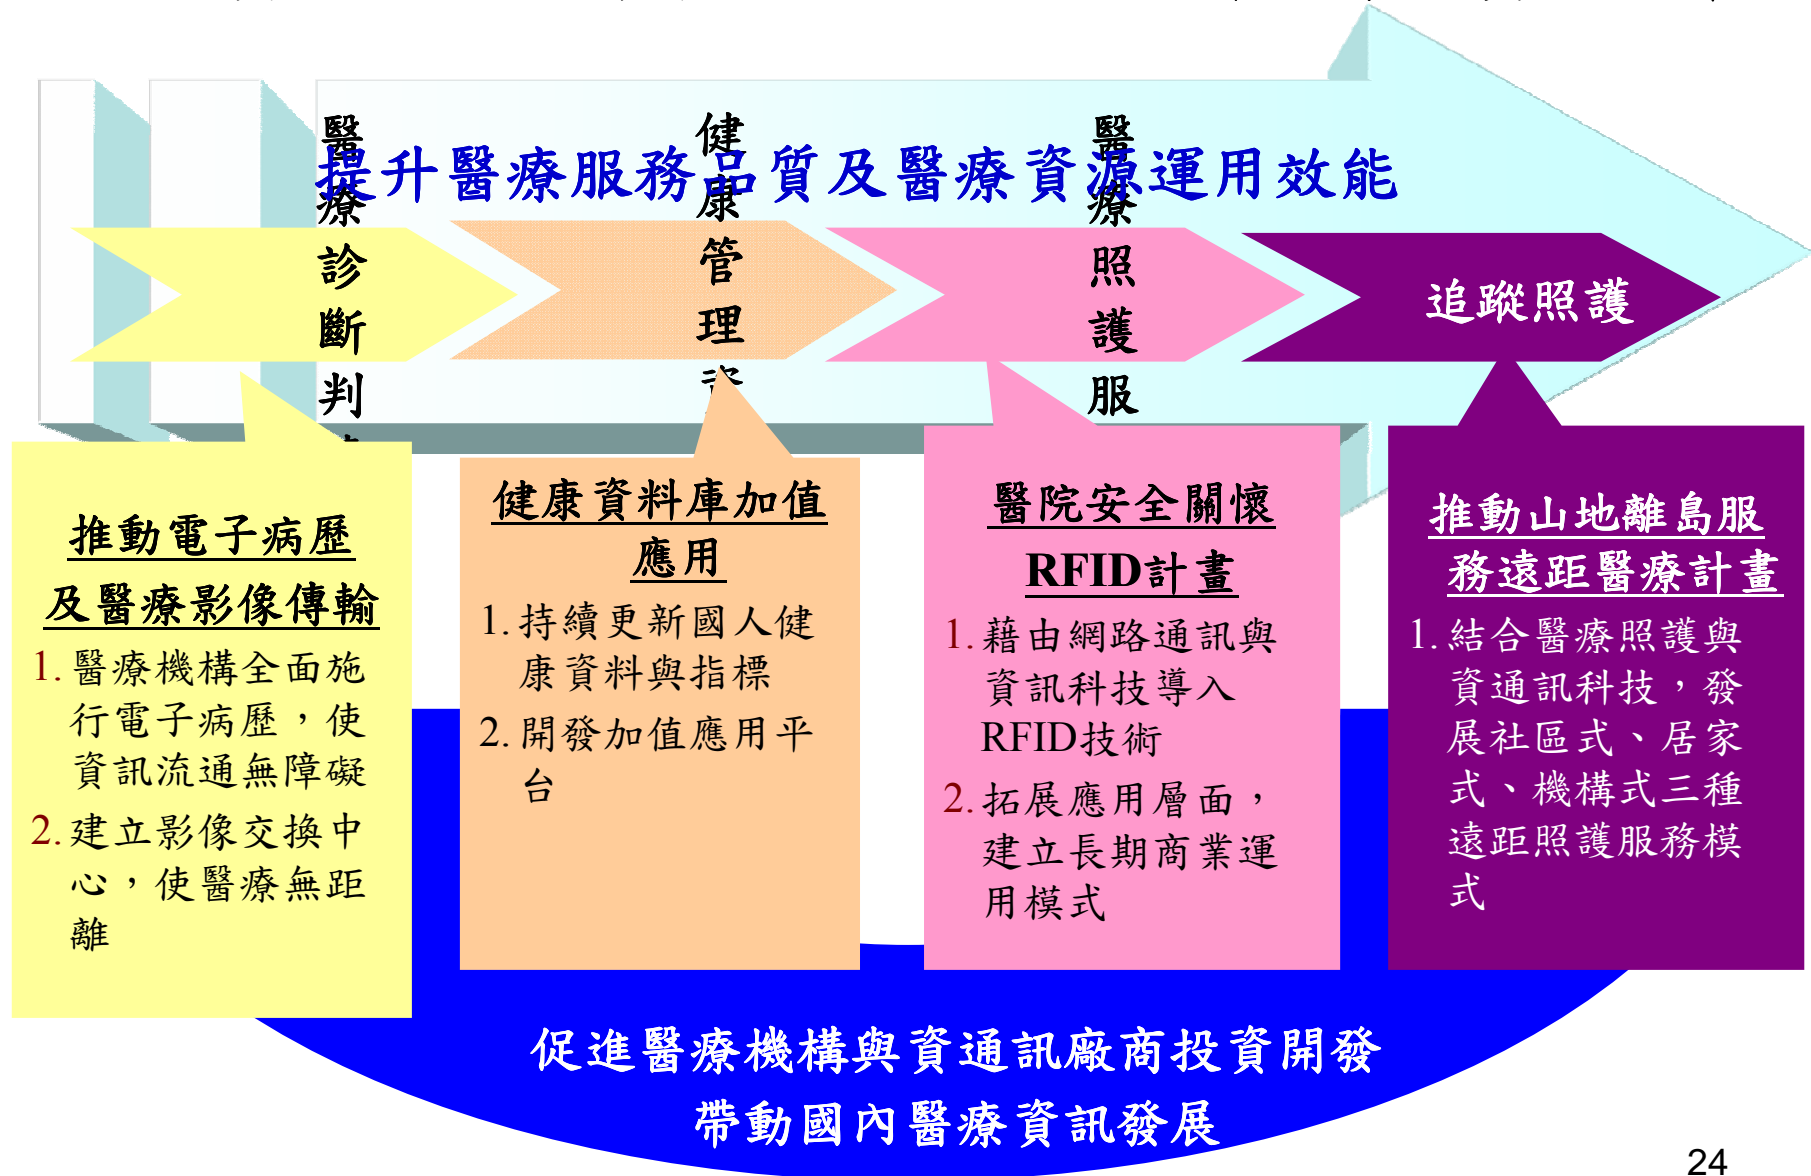 提升醫療服務品質及醫療資源運用效能
醫療診斷判
健康管理
醫療照護服
追蹤照護
推動電子病歷
及醫療影像傳輸
1. 醫療機構全面施
行電子病歷，使
資訊流通無障礙
2. 建立影像交換中
心，使醫療無距
離
健康資料庫加值
應用
1. 持續更新國人健
康資料與指標
2. 開發加值應用平
台
醫院安全關懷
RFID計畫
1. 藉由網路通訊與
資訊科技導入
RFID技術
2. 拓展應用層面，
建立長期商業運
用模式
推動山地離島服
務遠距醫療計畫
1. 結合醫療照護與
資通訊科技，發
展社區式、居家
式、機構式三種
遠距照護服務模
式
促進醫療機構與資通訊廠商投資開發
帶動國內醫療資訊發展
24